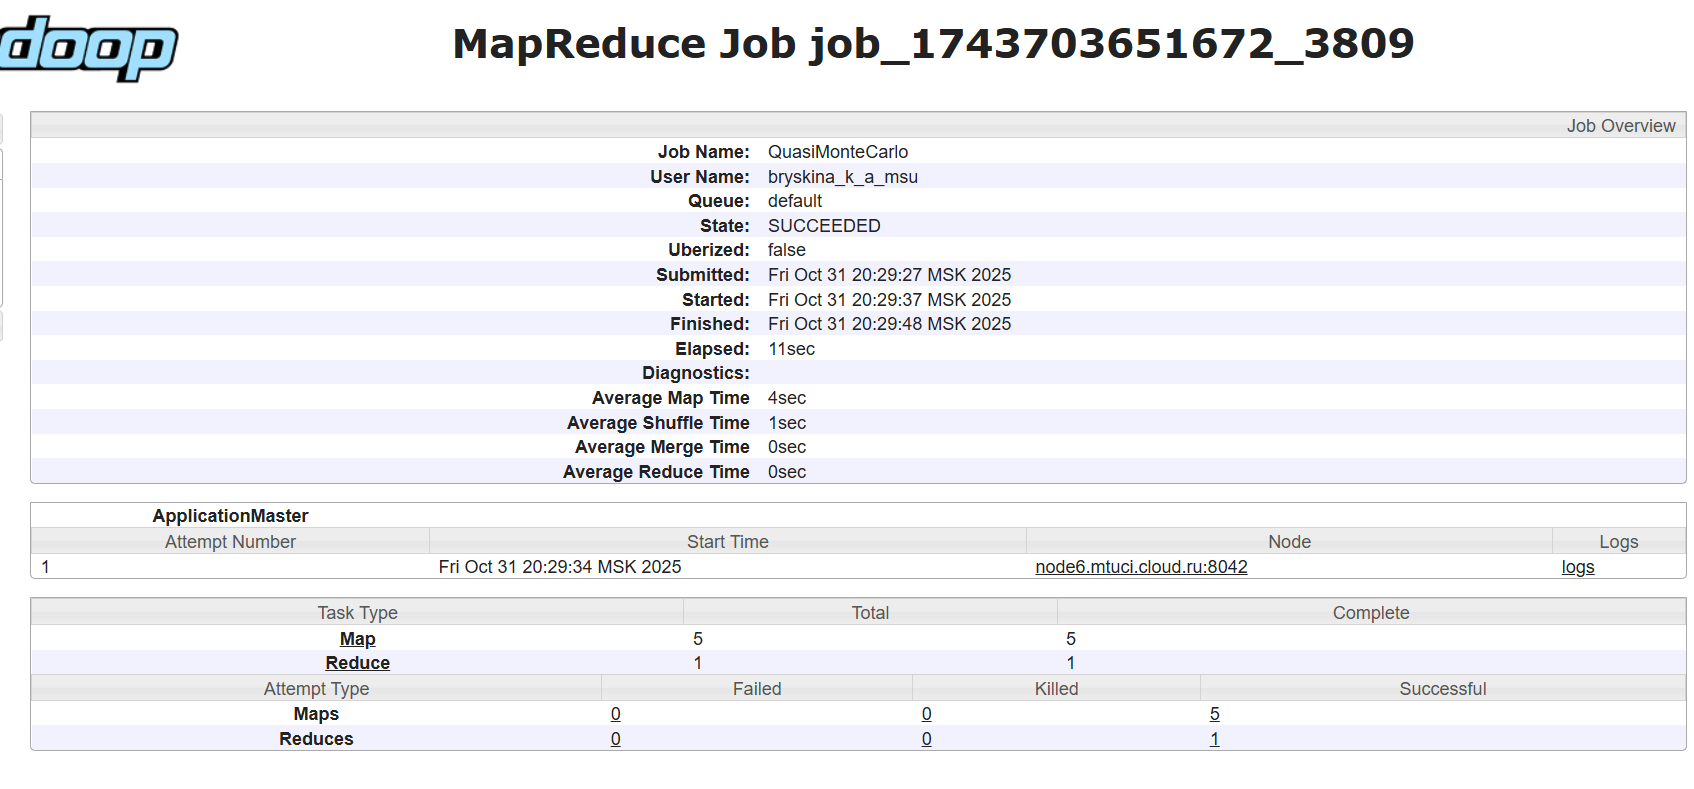 doop
MapReduce Job job_1743703651672_3809
Job Overview
Job Name: QuasiMonteCarlo
User Name: bryskina_k_a_msu
Queue: default
State: SUCCEEDED
Uberized: false
Submitted: Fri Oct 31 20:29:27 MSK 2025
Started: Fri Oct 31 20:29:37 MSK 2025
Finished: Fri Oct 31 20:29:48 MSK 2025
Elapsed: 11sec
Diagnostics:
Average Map Time 4sec
Average Shuffle Time 1sec
Average Merge Time 0sec
Average Reduce Time 0sec
ApplicationMaster
Attempt Number Start Time Node Logs
1 Fri Oct 31 20:29:34 MSK 2025 node6.mtuci.cloud.ru:8042 logs
Task Type Total Complete
Map 5 5
Reduce 1 1
Attempt Type Failed Killed Successful
Maps 0 0 5
Reduces 0 0 1